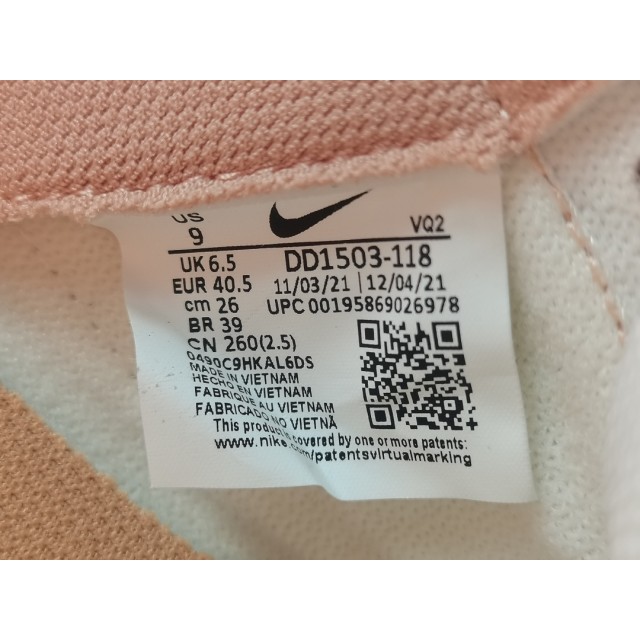 US
9
VQ2
UK 6.5
DD1503-118
EUR 40.5
11/03/21 | 12/04/21
cm 26
UPC 00195869026978
BR 39
CN 260(2.5)
0490C9HKAL6DS
MADE IN VIETNAM
HECHO EN VIETNAM
FABRIQUE AU VIETNAM
FABRICADO NO VIETNÃ
This product is covered by one or more patents:
www.nike.com/patentsvirtualmarking